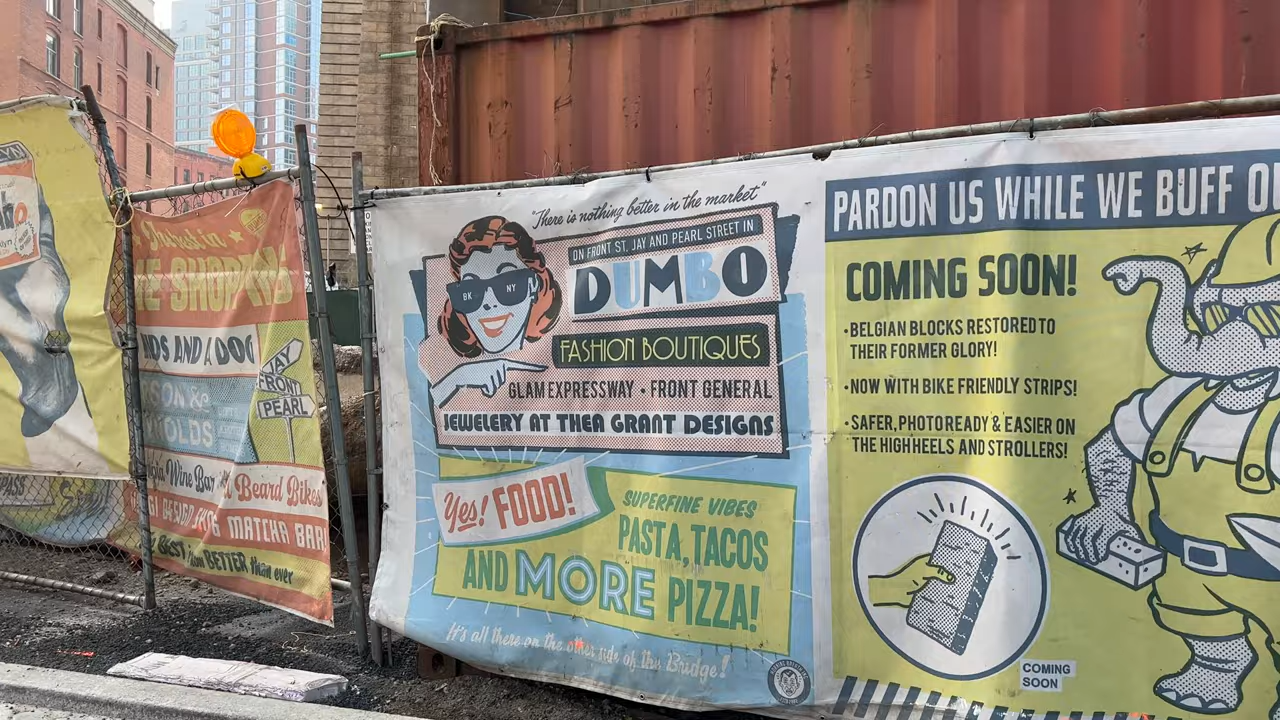 "There is nothing better in the market"
ON FRONT ST, JAY AND PEARL STREET IN
DUMBO
BK NY
FASHION BOUTIQUES
GLAM EXPRESSWAY • FRONT GENERAL
JEWELERY AT THEA GRANT DESIGNS
Yes! FOOD!
SUPERFINE VIBES
PASTA, TACOS
AND MORE PIZZA!
It's all there on the other side of the Bridge!
PARDON US WHILE WE BUFF
COMING SOON!
• BELGIAN BLOCKS RESTORED TO
THEIR FORMER GLORY!
• NOW WITH BIKE FRIENDLY STRIPS!
• SAFER, PHOTO READY & EASIER ON
THE HIGH HEELS AND STROLLERS!
COMING
SOON
in
AND A DOG
&
JAY
FRONT
PEARL
Wine Bar
Beard Bikes
MATCHA BAR!
BEST BETTER than ever